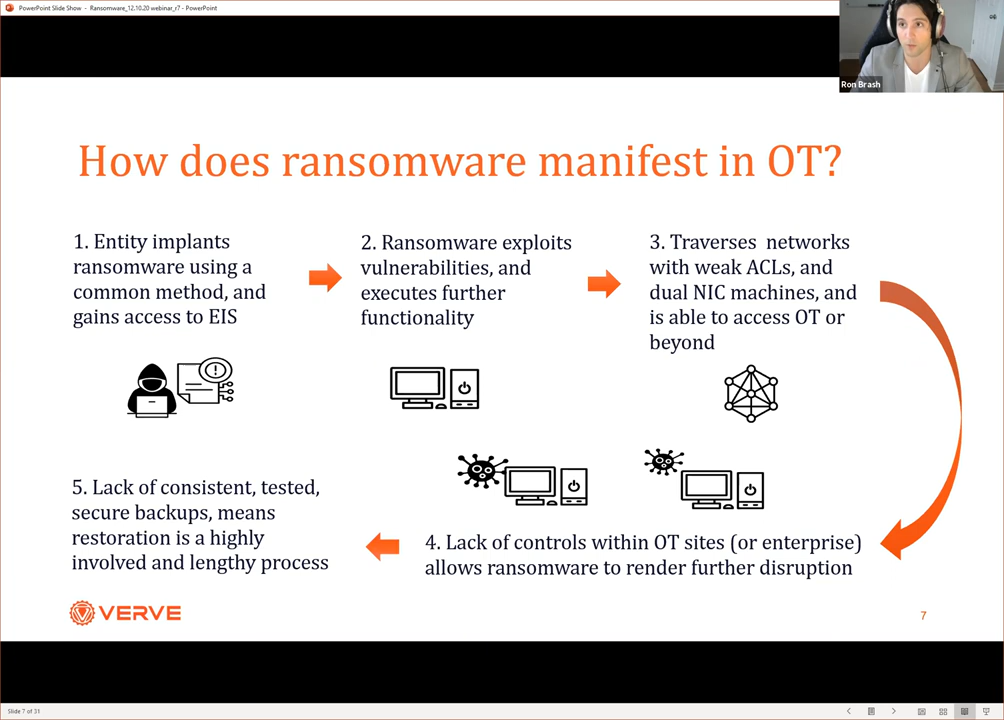 PowerPoint Slide Show - Ransomware_12.10.20 webinar_r7 - PowerPoint
Ron Brash
How does ransomware manifest in OT?
1. Entity implants
ransomware using a
common method, and
gains access to EIS
2. Ransomware exploits
vulnerabilities, and
executes further
functionality
3. Traverses networks
with weak ACLs, and
dual NIC machines, and
is able to access OT or
beyond
4. Lack of controls within OT sites (or enterprise)
allows ransomware to render further disruption
5. Lack of consistent, tested,
secure backups, means
restoration is a highly
involved and lengthy process
VERVE
7
Slide 7 of 31